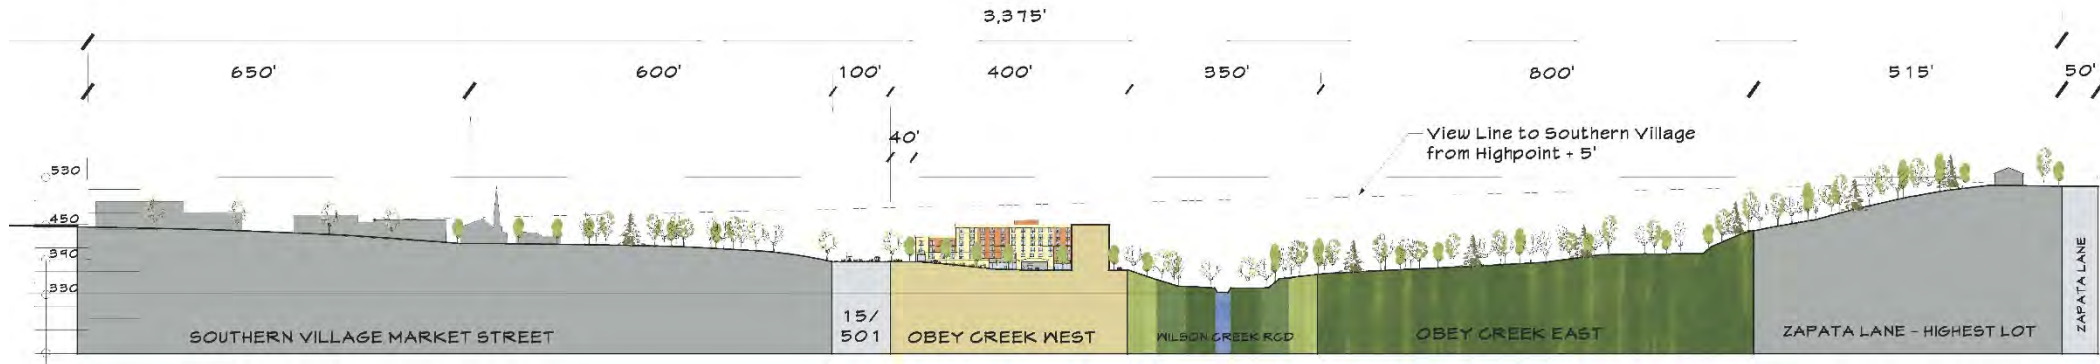 3,375'
650'
600'
100'
400'
350'
800'
515'
50'
40'
View Line to Southern Village
from Highpoint + 5'
530
450
390
330
SOUTHERN VILLAGE MARKET STREET
15/
501
OBEY CREEK WEST
WILSON CREEK RCD
OBEY CREEK EAST
ZAPATA LANE - HIGHEST LOT
ZAPATA LANE